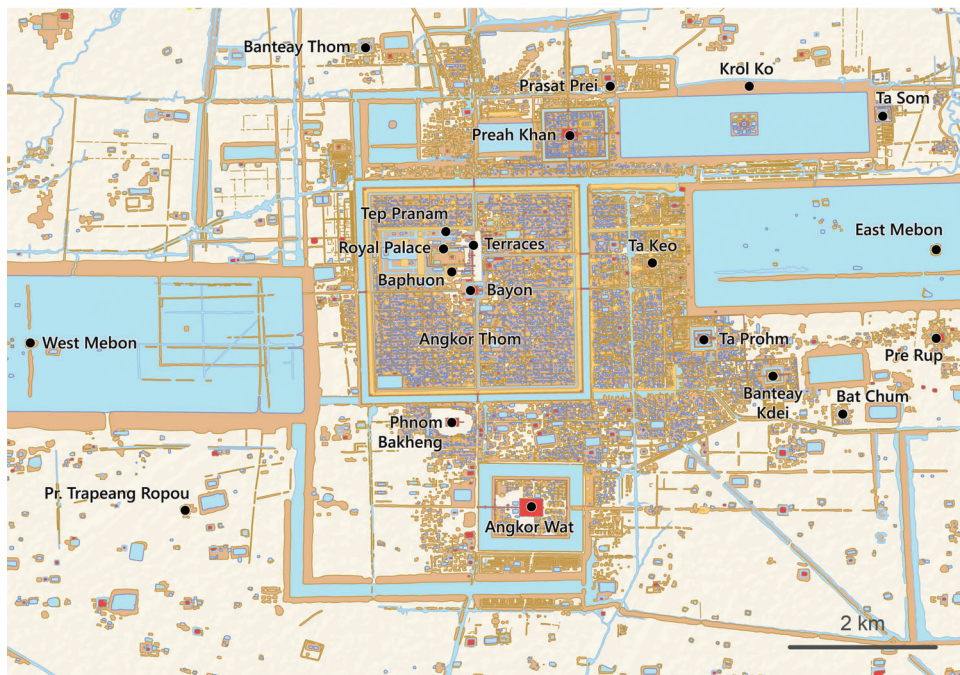 Banteay Thom
Prasat Prei
Krol Ko
Ta Som
Preah Khan
Tep Pranam
Royal Palace
Terraces
Ta Keo
East Mebon
Baphuon
Bayon
West Mebon
Angkor Thom
Ta Prohm
Pre Rup
Banteay
Kdei
Bat Chum
Phnom
Bakheng
Pr. Trapeang Ropou
Angkor Wat
2 km